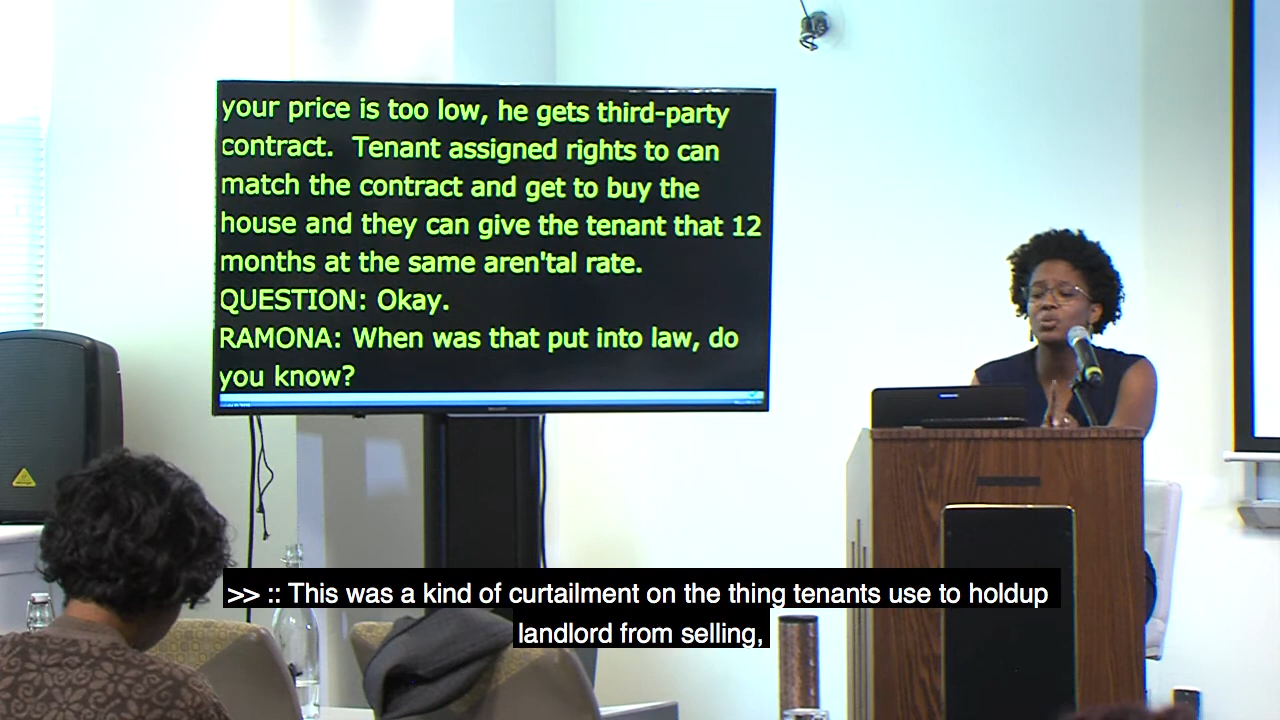 your price is too low, he gets third-party
contract.  Tenant assigned rights to can
match the contract and get to buy the
house and they can give the tenant that 12
months at the same aren'tal rate.
QUESTION: Okay.
RAMONA: When was that put into law, do
you know?
>> :: This was a kind of curtailment on the thing tenants use to holdup
landlord from selling,